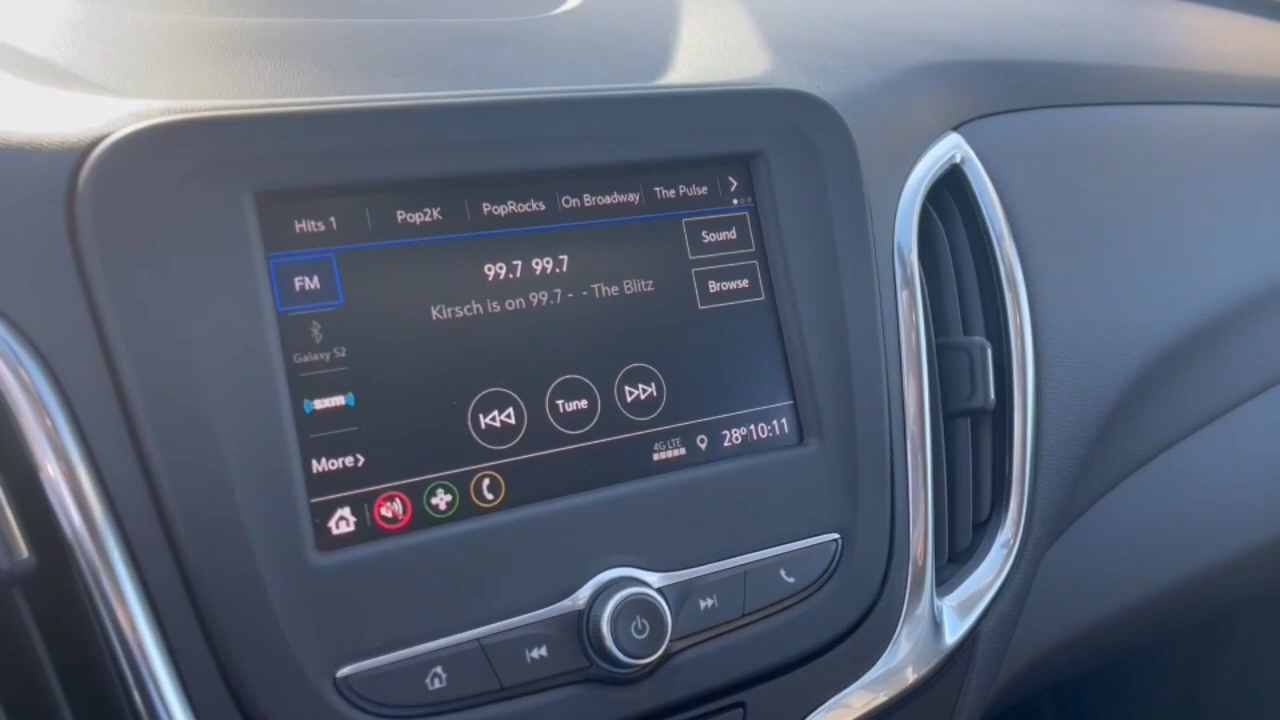 Hits 1 Pop2K PopRocks On Broadway The Pulse
FM
99.7 99.7
Sound
Kirsch is on 99.7 - - The Blitz
Browse
Galaxy S2
sxm
Tune
More
4G LTE 28° 10:11